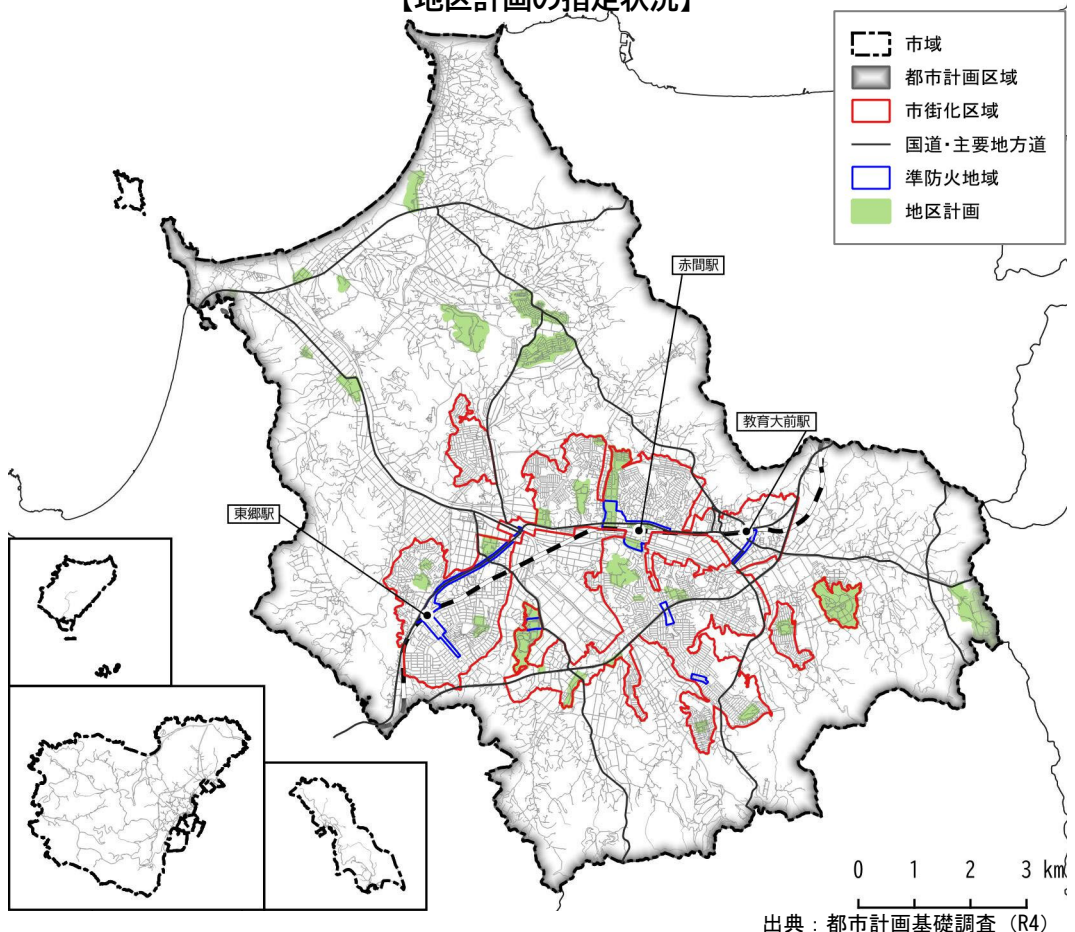 【地区計画の指定状況】
市域
都市計画区域
市街化区域
国道・主要地方道
準防火地域
地区計画
赤間駅
教育大前駅
東郷駅
0 1 2 3 km
出典：都市計画基礎調査（R4）